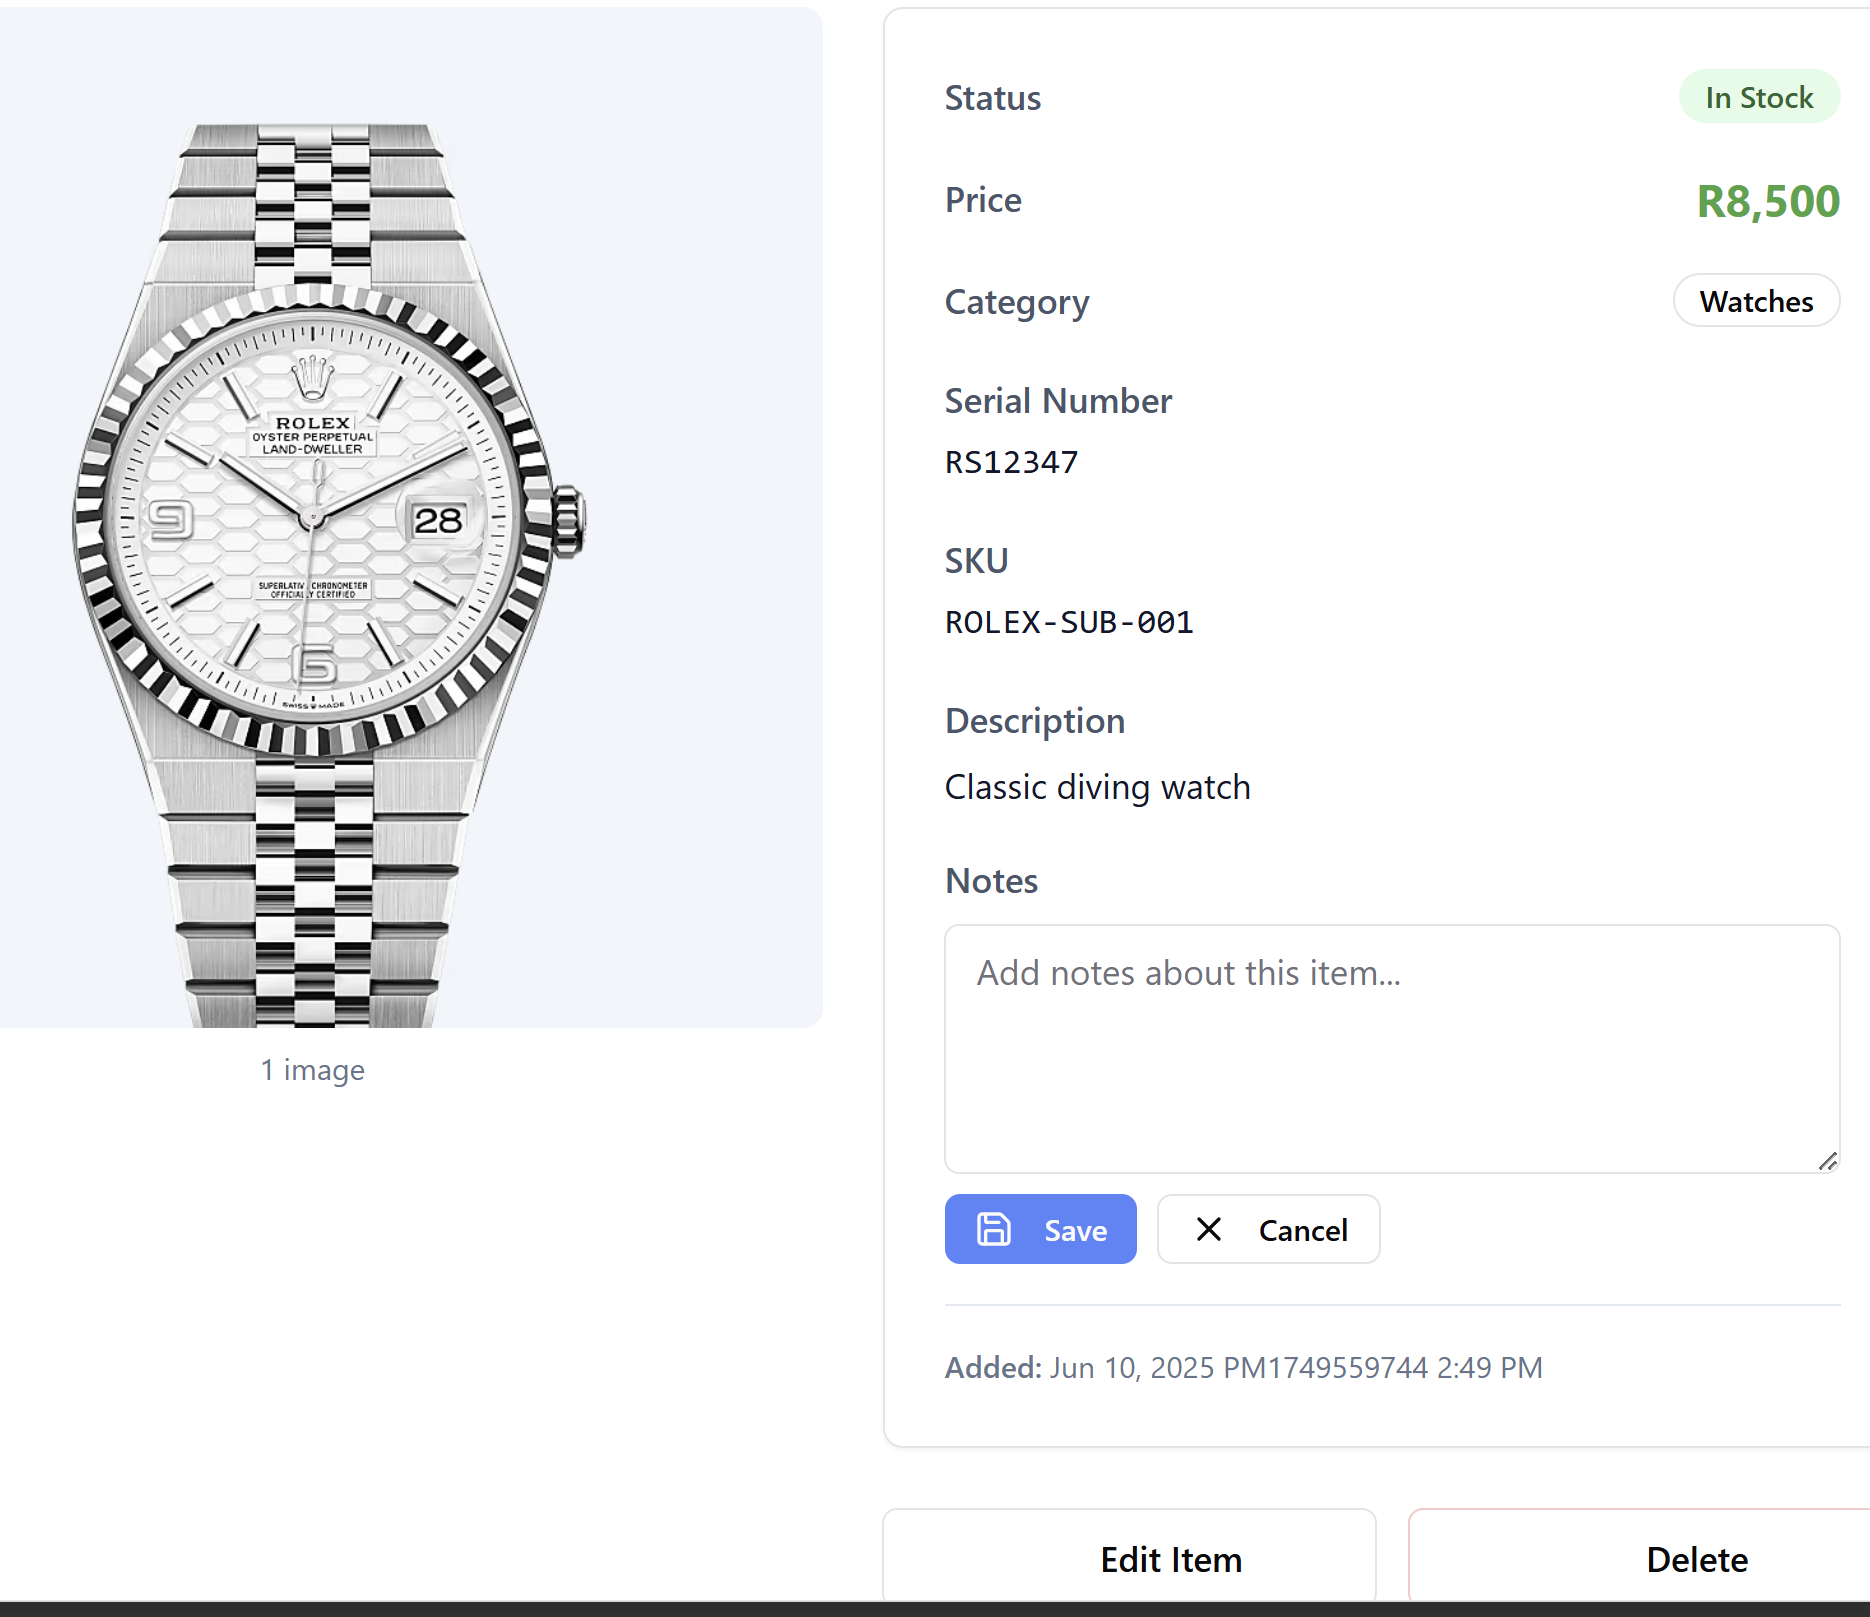 ROLEX
OYSTER PERPETUAL
LAND-DWELLER
9
28
SUPERLATIVE CHRONOMETER
OFFICIALLY CERTIFIED
6
SWISS MADE
1 image
Status
In Stock
Price
R8,500
Category
Watches
Serial Number
RS12347
SKU
ROLEX-SUB-001
Description
Classic diving watch
Notes
Add notes about this item...
Save
Cancel
Added: Jun 10, 2025 PM1749559744 2:49 PM
Edit Item
Delete